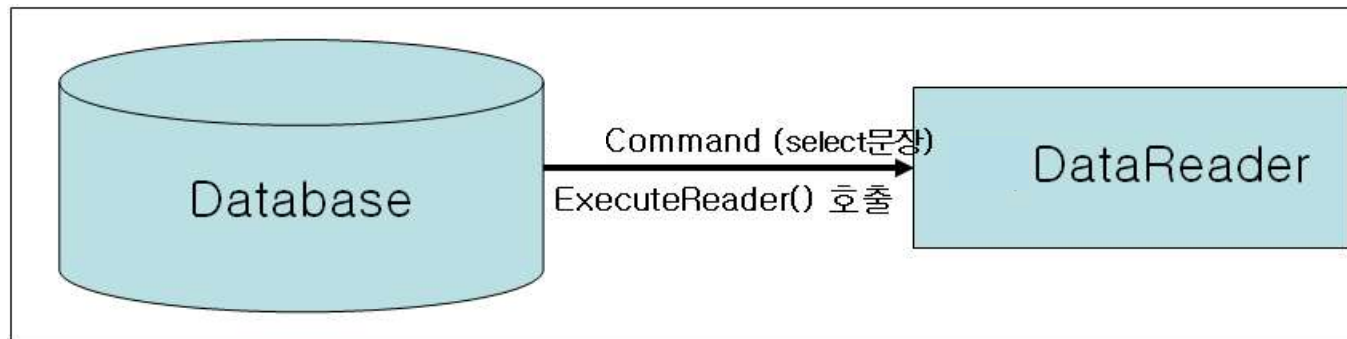 Database
Command (select문장)
ExecuteReader() 호출
DataReader